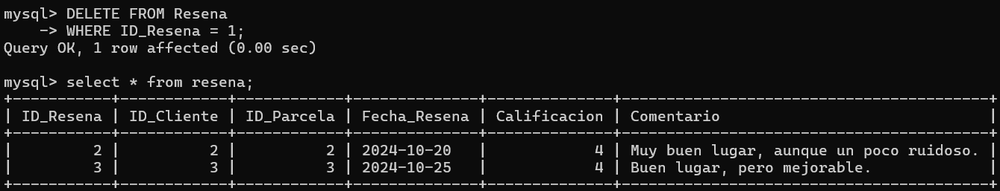 mysql> DELETE FROM Resena
    -> WHERE ID_Resena = 1;
Query OK, 1 row affected (0.00 sec)
mysql> select * from resena;
+-----------+------------+------------+--------------+--------------+-----------------------------------------+
| ID_Resena | ID_Cliente | ID_Parcela | Fecha_Resena | Calificacion | Comentario                              |
+-----------+------------+------------+--------------+--------------+-----------------------------------------+
|         2 |          2 |          2 | 2024-10-20   |            4 | Muy buen lugar, aunque un poco ruidoso. |
|         3 |          3 |          3 | 2024-10-25   |            4 | Buen lugar, pero mejorable.             |
+-----------+------------+------------+--------------+--------------+-----------------------------------------+